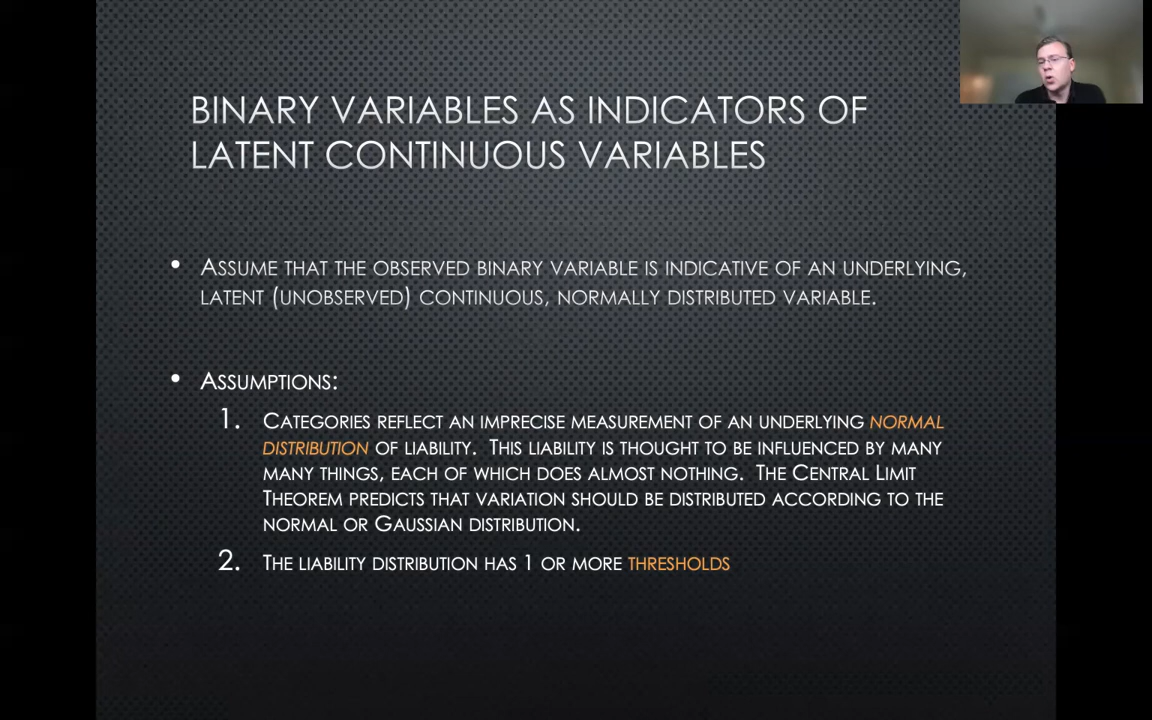 BINARY VARIABLES AS INDICATORS OF
LATENT CONTINUOUS VARIABLES
• ASSUME THAT THE OBSERVED BINARY VARIABLE IS INDICATIVE OF AN UNDERLYING,
LATENT (UNOBSERVED) CONTINUOUS, NORMALLY DISTRIBUTED VARIABLE.
• ASSUMPTIONS:
1. CATEGORIES REFLECT AN IMPRECISE MEASUREMENT OF AN UNDERLYING NORMAL
DISTRIBUTION OF LIABILITY. THIS LIABILITY IS THOUGHT TO BE INFLUENCED BY MANY
MANY THINGS, EACH OF WHICH DOES ALMOST NOTHING. THE CENTRAL LIMIT
THEOREM PREDICTS THAT VARIATION SHOULD BE DISTRIBUTED ACCORDING TO THE
NORMAL OR GAUSSIAN DISTRIBUTION.
2. THE LIABILITY DISTRIBUTION HAS 1 OR MORE THRESHOLDS